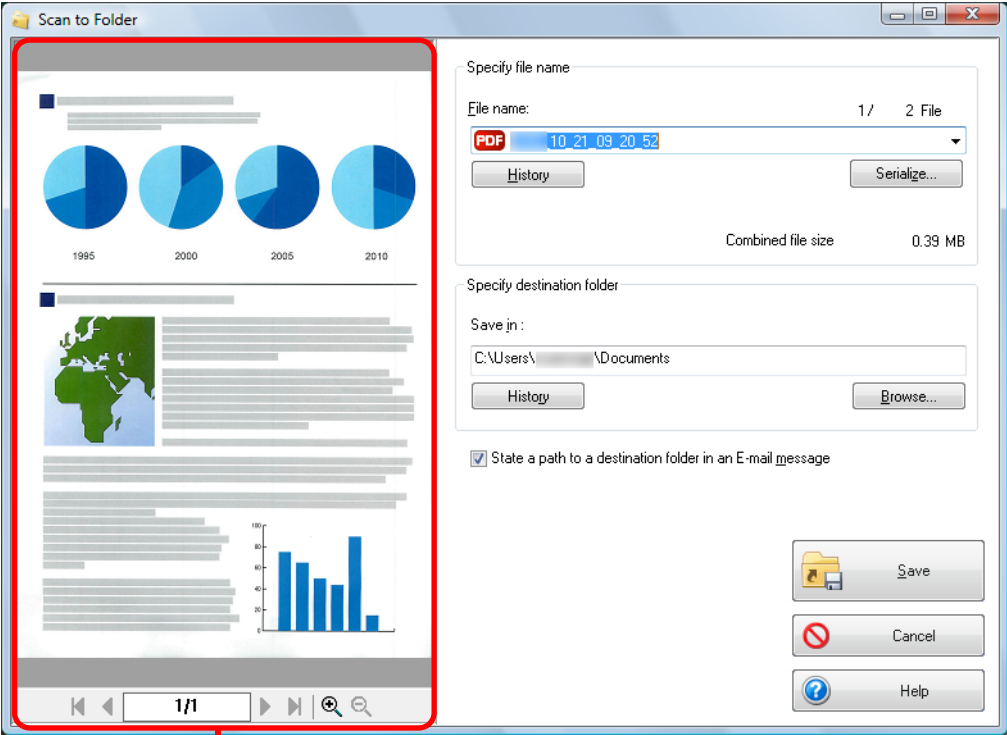 Scan to Folder
1995 2000 2005 2010
100
80
60
40
20
0
1/1
Specify file name
File name: 1/ 2 File
PDF 10_21_09_20_52
History Serialize...
Combined file size 0.39 MB
Specify destination folder
Save in :
C:\Users\ \Documents
History Browse...
State a path to a destination folder in an E-mail message
Save
Cancel
Help